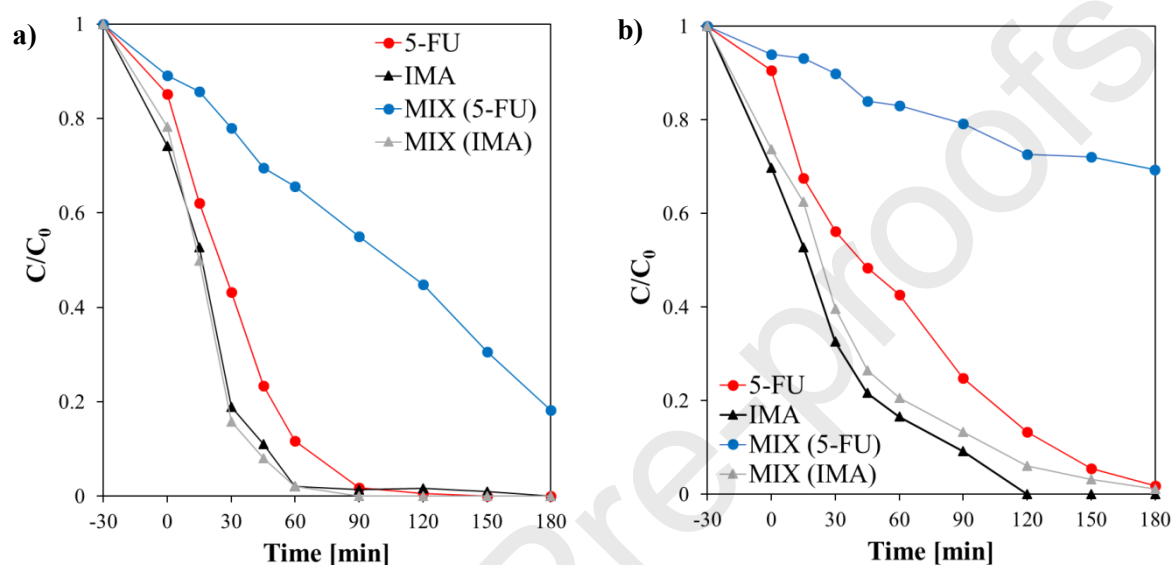 a)
1
0.8
0.6
0.4
0.2
0
C/C0
-30 0 30 60 90 120 150 180
Time [min]
5-FU
IMA
MIX (5-FU)
MIX (IMA)
b)
1
0.8
0.6
0.4
0.2
0
C/C0
-30 0 30 60 90 120 150 180
Time [min]
5-FU
IMA
MIX (5-FU)
MIX (IMA)
Pre-proofs